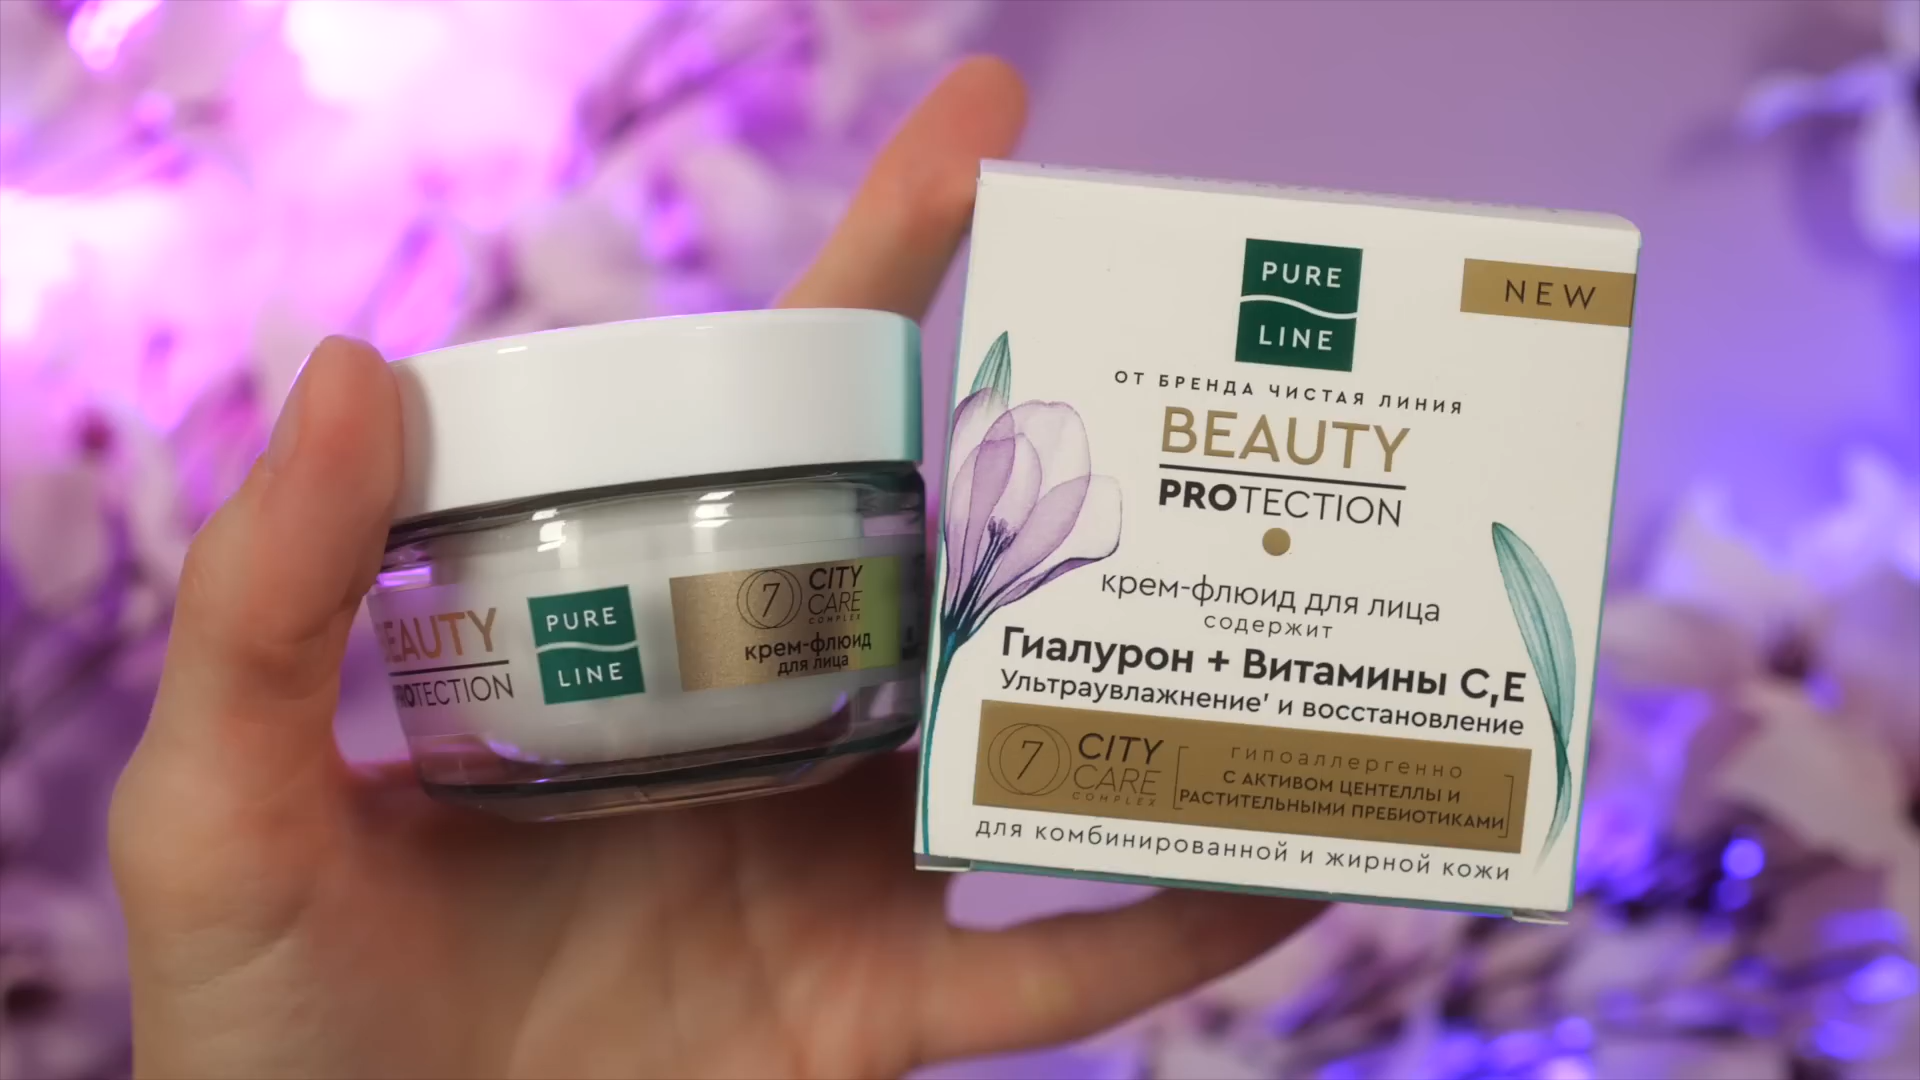 PURE
LINE
NEW
ОТ БРЕНДА ЧИСТАЯ ЛИНИЯ
BEAUTY
PROTECTION
крем-флюид для лица
содержит
Гиалурон + Витамины С,Е
Ультраувлажнение' и восстановление
7 CITY
CARE
COMPLEX
гипоаллергенно
С АКТИВОМ ЦЕНТЕЛЛЫ И
РАСТИТЕЛЬНЫМИ ПРЕБИОТИКАМИ
для комбинированной и жирной кожи
BEAUTY
PROTECTION
PURE
LINE
7 CITY
CARE
COMPLEX
крем-флюид
для лица